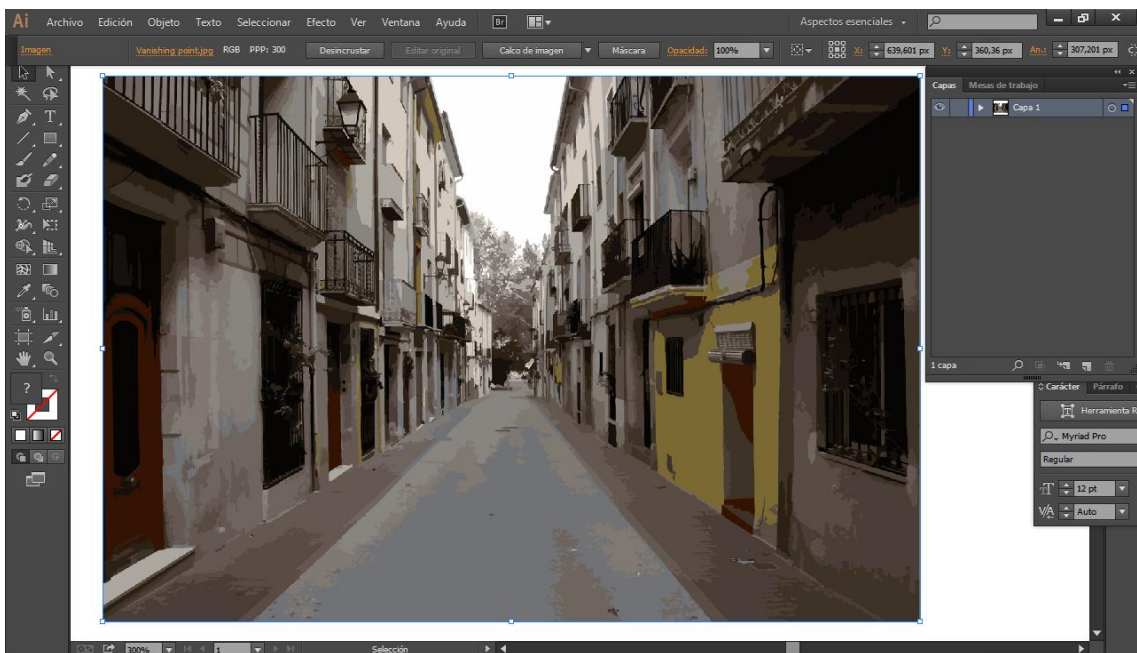 Ai Archivo Edición Objeto Texto Seleccionar Efecto Ver Ventana Ayuda Br Aspectos esenciales
Imagen Vanishing point.jpg RGB PPP: 300 Desincrustar Editar original Calco de imagen Máscara Opacidad: 100% X: 639,601 px Y: 360,36 px An.: 307,201 px
Capas Mesas de trabajo
Capa 1
1 capa
Carácter Párrafo
Herramienta R
Myriad Pro
Regular
12 pt
Auto
300% 1 Selección